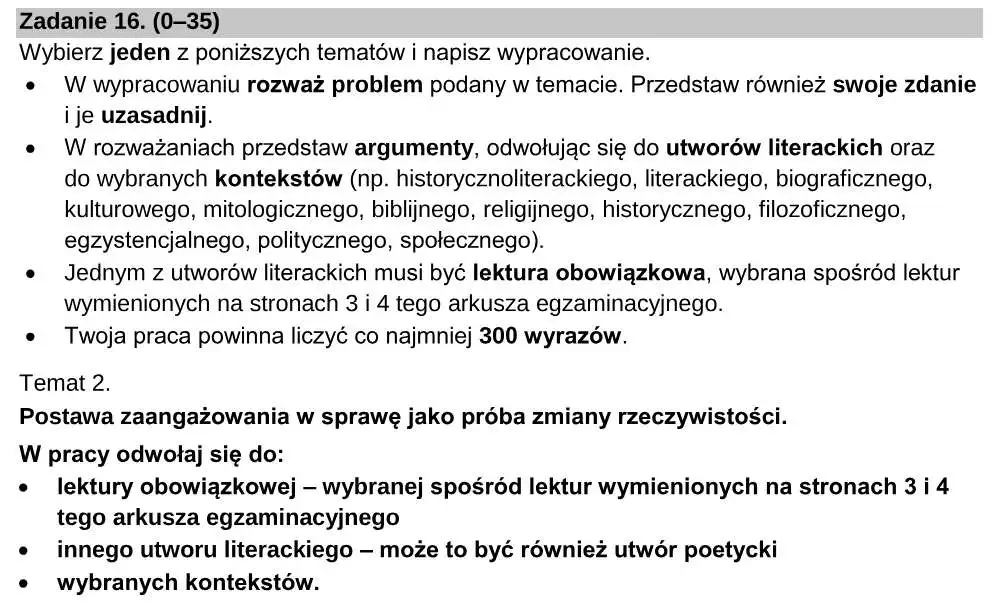 Zadanie 16. (0–35)
Wybierz jeden z poniższych tematów i napisz wypracowanie.
• W wypracowaniu rozważ problem podany w temacie. Przedstaw również swoje zdanie
i je uzasadnij.
• W rozważaniach przedstaw argumenty, odwołując się do utworów literackich oraz
do wybranych kontekstów (np. historycznoliterackiego, literackiego, biograficznego,
kulturowego, mitologicznego, biblijnego, religijnego, historycznego, filozoficznego,
egzystencjalnego, politycznego, społecznego).
• Jednym z utworów literackich musi być lektura obowiązkowa, wybrana spośród lektur
wymienionych na stronach 3 i 4 tego arkusza egzaminacyjnego.
• Twoja praca powinna liczyć co najmniej 300 wyrazów.
Temat 2.
Postawa zaangażowania w sprawę jako próba zmiany rzeczywistości.
W pracy odwołaj się do:
• lektury obowiązkowej – wybranej spośród lektur wymienionych na stronach 3 i 4
tego arkusza egzaminacyjnego
• innego utworu literackiego – może to być również utwór poetycki
• wybranych kontekstów.